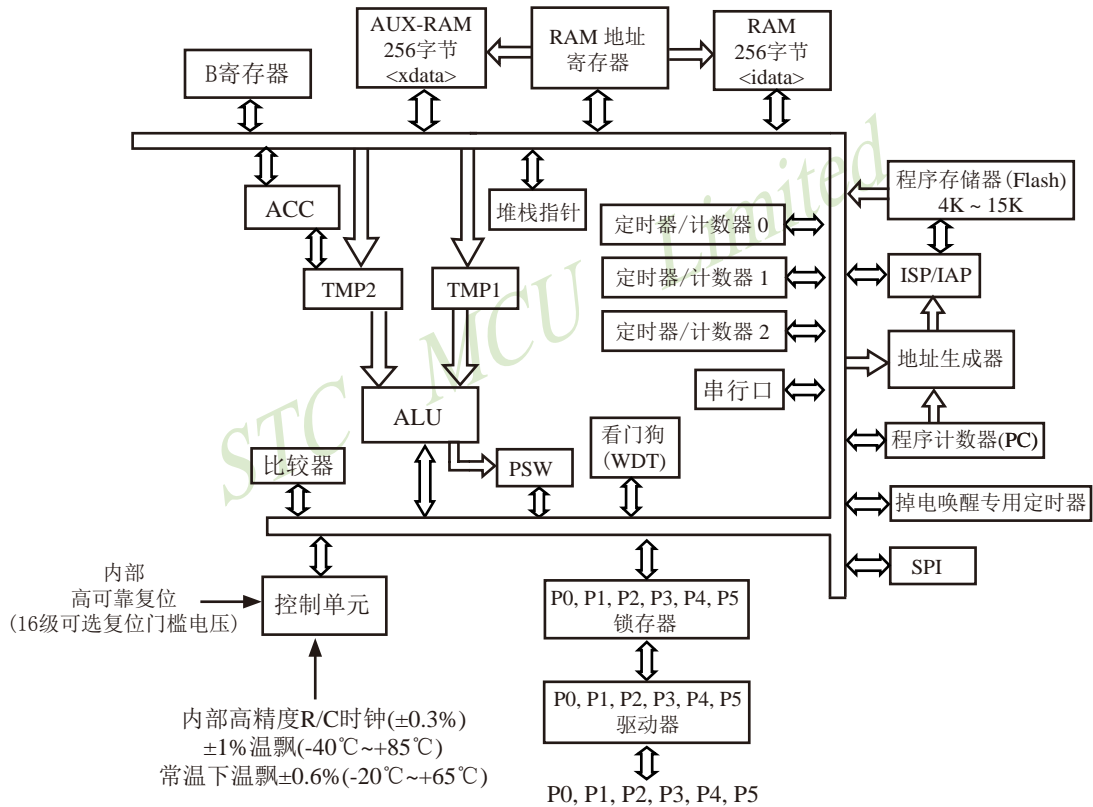 AUX-RAM
256字节
<xdata>
RAM 地址
寄存器
RAM
256字节
<idata>
B寄存器
ACC
堆栈指针
程序存储器(Flash)
4K ~ 15K
定时器/计数器 0
TMP2
TMP1
定时器/计数器 1
ISP/IAP
定时器/计数器 2
地址生成器
串行口
ALU
看门狗
(WDT)
程序计数器(PC)
比较器
PSW
掉电唤醒专用定时器
SPI
内部
高可靠复位
(16级可选复位门槛电压)
控制单元
P0, P1, P2, P3, P4, P5
锁存器
P0, P1, P2, P3, P4, P5
驱动器
内部高精度R/C时钟(±0.3%)
±1%温飘(-40℃~+85℃)
常温下温飘±0.6%(-20℃~+65℃)
P0, P1, P2, P3, P4, P5
STC MCU Limited